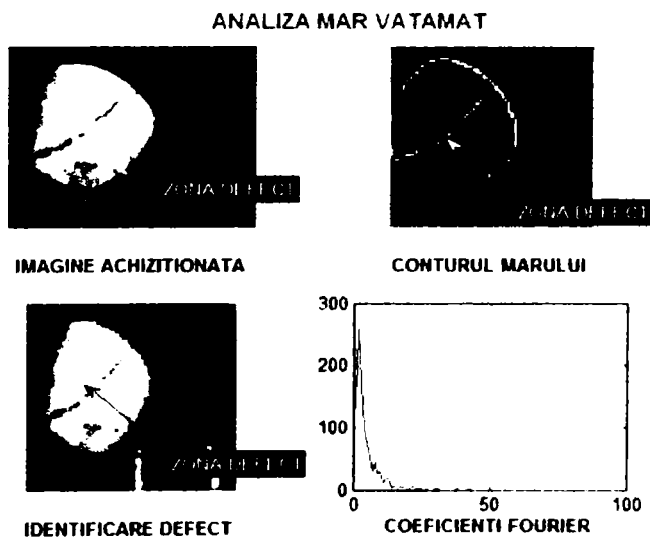 ANALIZA MAR VATAMAT
ZONA DEFECT
ZONA DEFECT
IMAGINE ACHIZITIONATA
CONTURUL MARULUI
300
200
100
0
ZONA DEFECT
0
50
100
IDENTIFICARE DEFECT
COEFICIENTI FOURIER